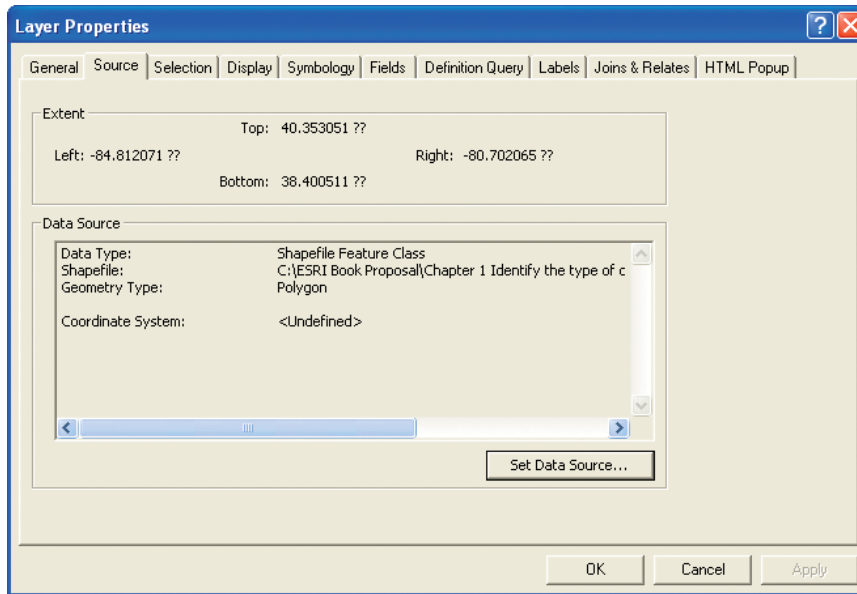 Layer Properties
General Source Selection Display Symbology Fields Definition Query Labels Joins & Relates HTML Popup
Extent
Top: 40.353051 ??
Left: -84.812071 ?? Right: -80.702065 ??
Bottom: 38.400511 ??
Data Source
Data Type: Shapefile Feature Class
Shapefile: C:\ESRI Book Proposal\Chapter 1 Identify the type of c
Geometry Type: Polygon
Coordinate System: <Undefined>
Set Data Source...
OK Cancel Apply